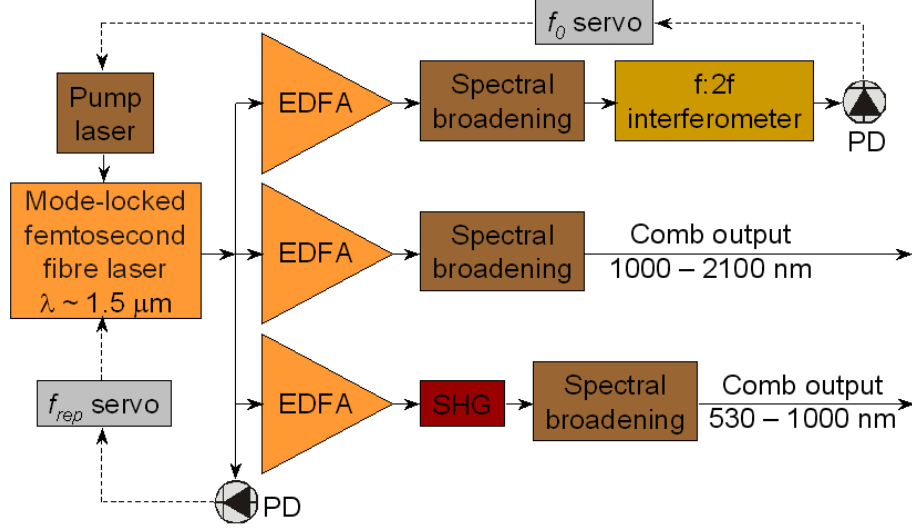 f0 servo
Pump
laser
EDFA
Spectral
broadening
f:2f
interferometer
PD
Mode-locked
femtosecond
fibre laser
λ ~ 1.5 μm
EDFA
Spectral
broadening
Comb output
1000 – 2100 nm
frep servo
EDFA
SHG
Spectral
broadening
Comb output
530 – 1000 nm
PD